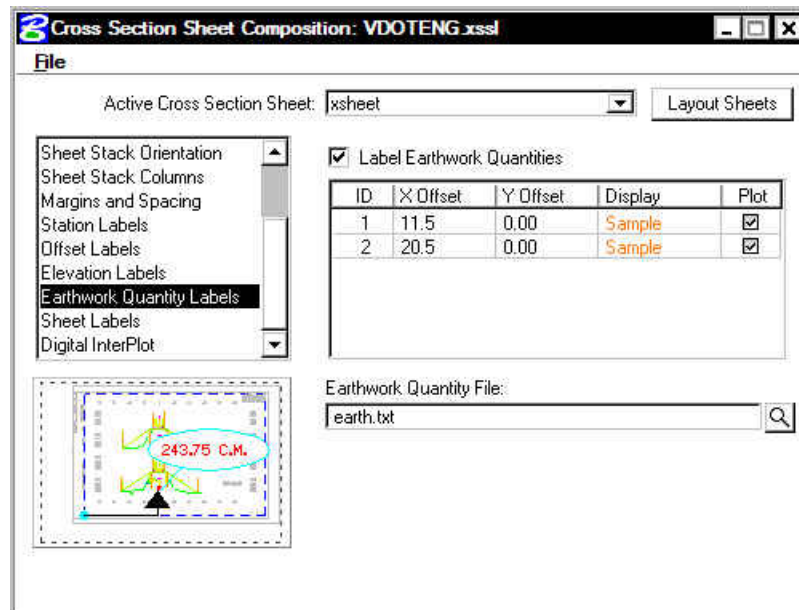 Cross Section Sheet Composition: VDOTENG.xssl
File
Active Cross Section Sheet: xsheet Layout Sheets
Sheet Stack Orientation
Sheet Stack Columns
Margins and Spacing
Station Labels
Offset Labels
Elevation Labels
Earthwork Quantity Labels
Sheet Labels
Digital InterPlot
Label Earthwork Quantities
ID X Offset Y Offset Display Plot
1 11.5 0.00 Sample
2 20.5 0.00 Sample
243.75 C.M.
Earthwork Quantity File:
earth.txt